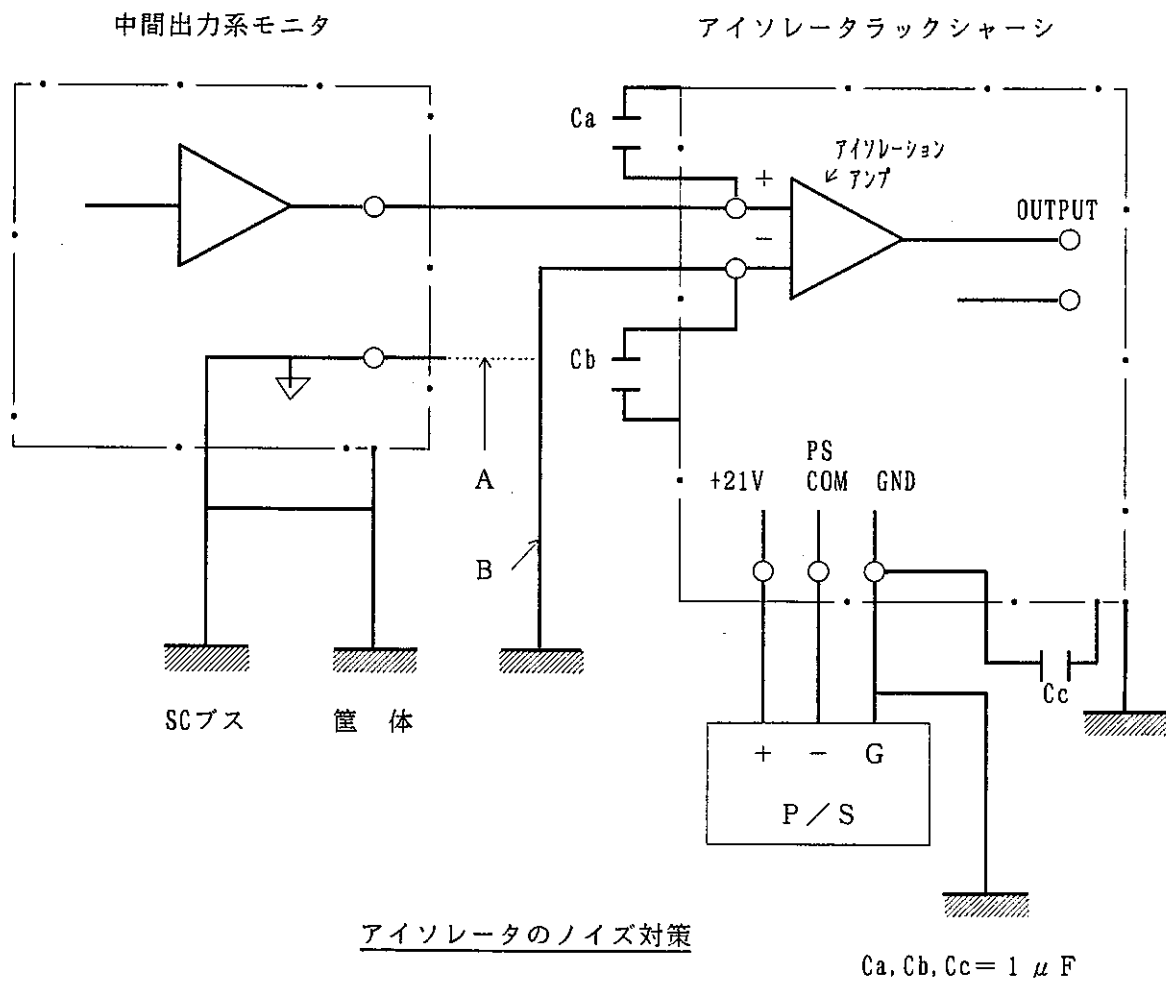 中間出力系モニタ
アイソレータラックシャーシ
Ca
アイソレーション
アンプ
+
−
OUTPUT
Cb
A
B
+21V
PS
COM
GND
Cc
SCブス
筐 体
+ − G
P/S
アイソレータのノイズ対策
Ca, Cb, Cc= 1 μ F